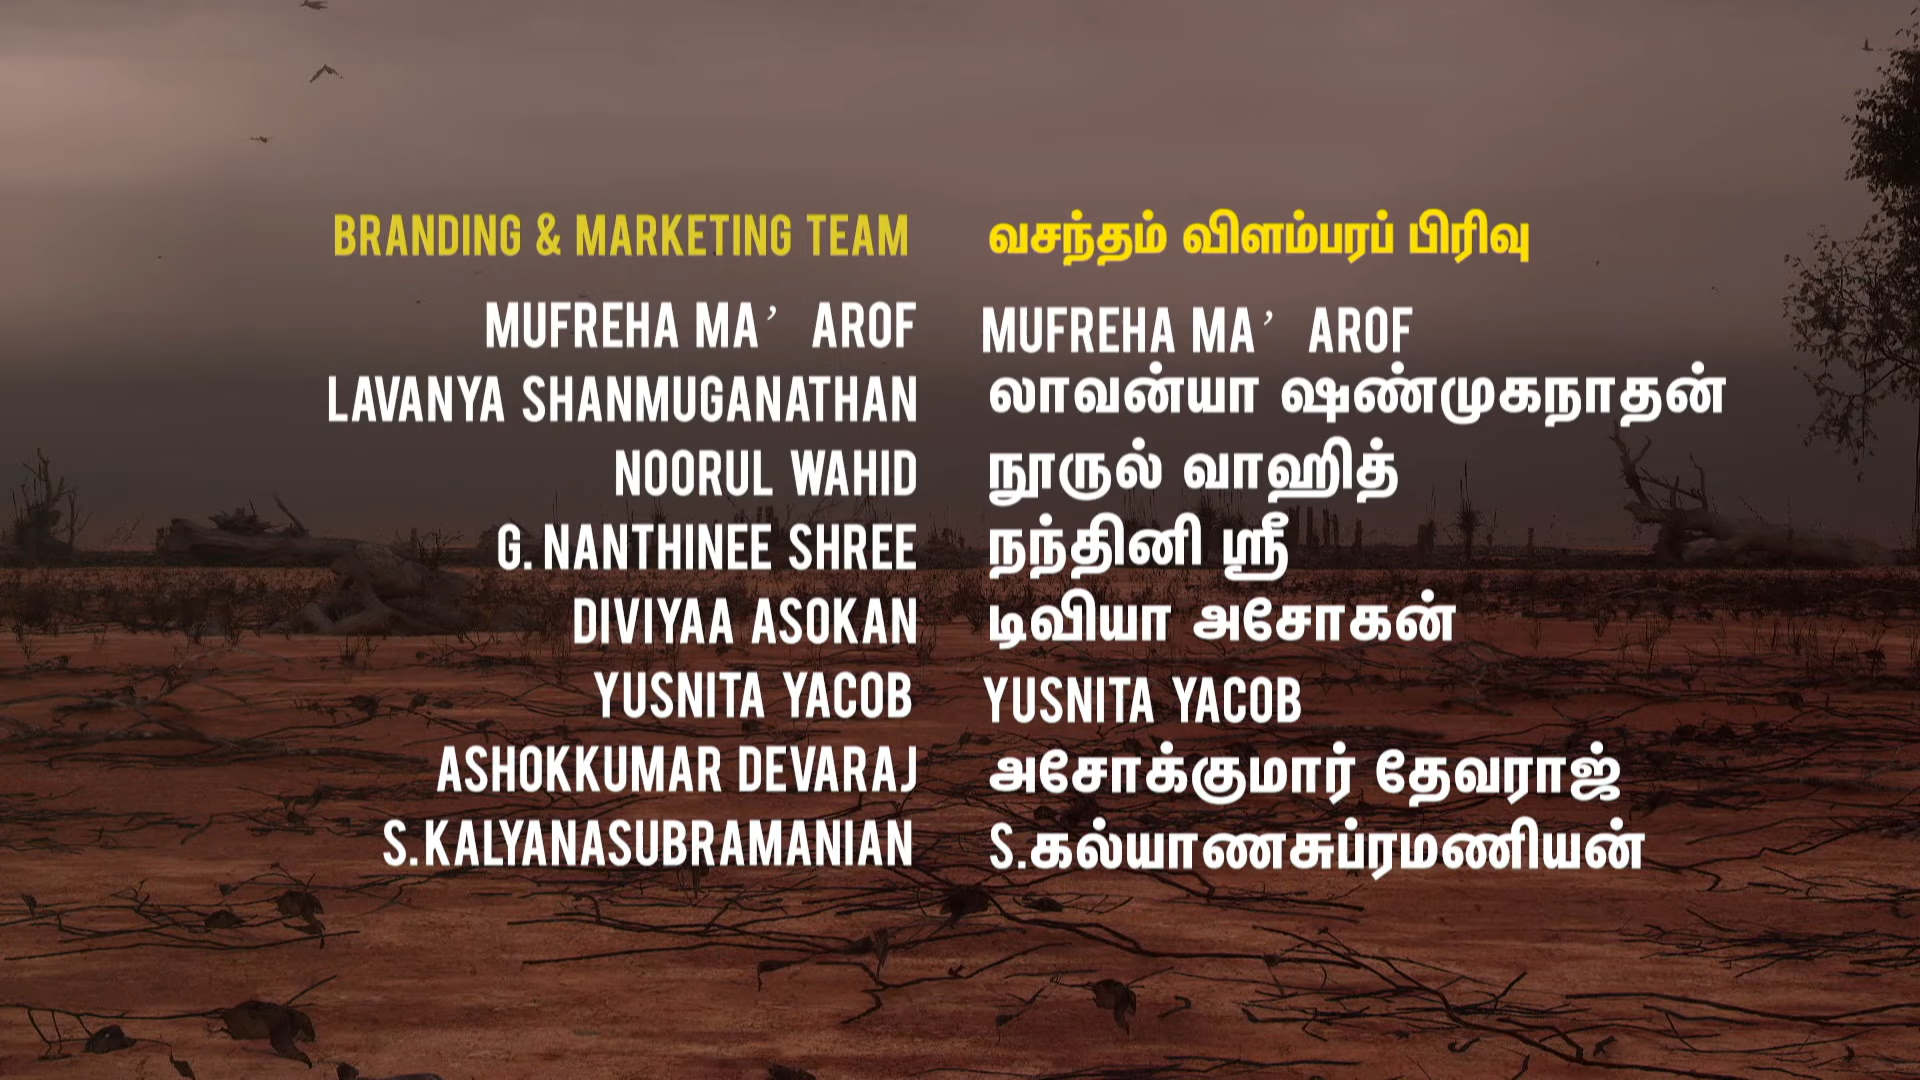 BRANDING & MARKETING TEAM வசந்தம் விளம்பரப் பிரிவு
MUFREHA MA’ AROF MUFREHA MA’ AROF
LAVANYA SHANMUGANATHAN லாவன்யா ஷண்முகநாதன்
NOORUL WAHID நூருல் வாஹித்
G. NANTHINEE SHREE நந்தினி ஸ்ரீ
DIVIYAA ASOKAN டிவியா அசோகன்
YUSNITA YACOB YUSNITA YACOB
ASHOKKUMAR DEVARAJ அசோக்குமார் தேவராஜ்
S.KALYANASUBRAMANIAN S.கல்யாணசுப்ரமணியன்